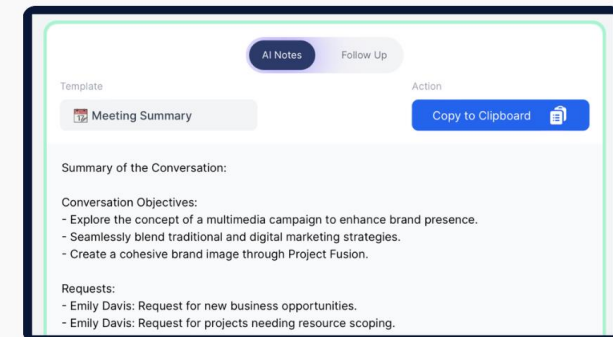 AI Notes Follow Up
Template Action
Meeting Summary Copy to Clipboard
Summary of the Conversation:
Conversation Objectives:
- Explore the concept of a multimedia campaign to enhance brand presence.
- Seamlessly blend traditional and digital marketing strategies.
- Create a cohesive brand image through Project Fusion.
Requests:
- Emily Davis: Request for new business opportunities.
- Emily Davis: Request for projects needing resource scoping.